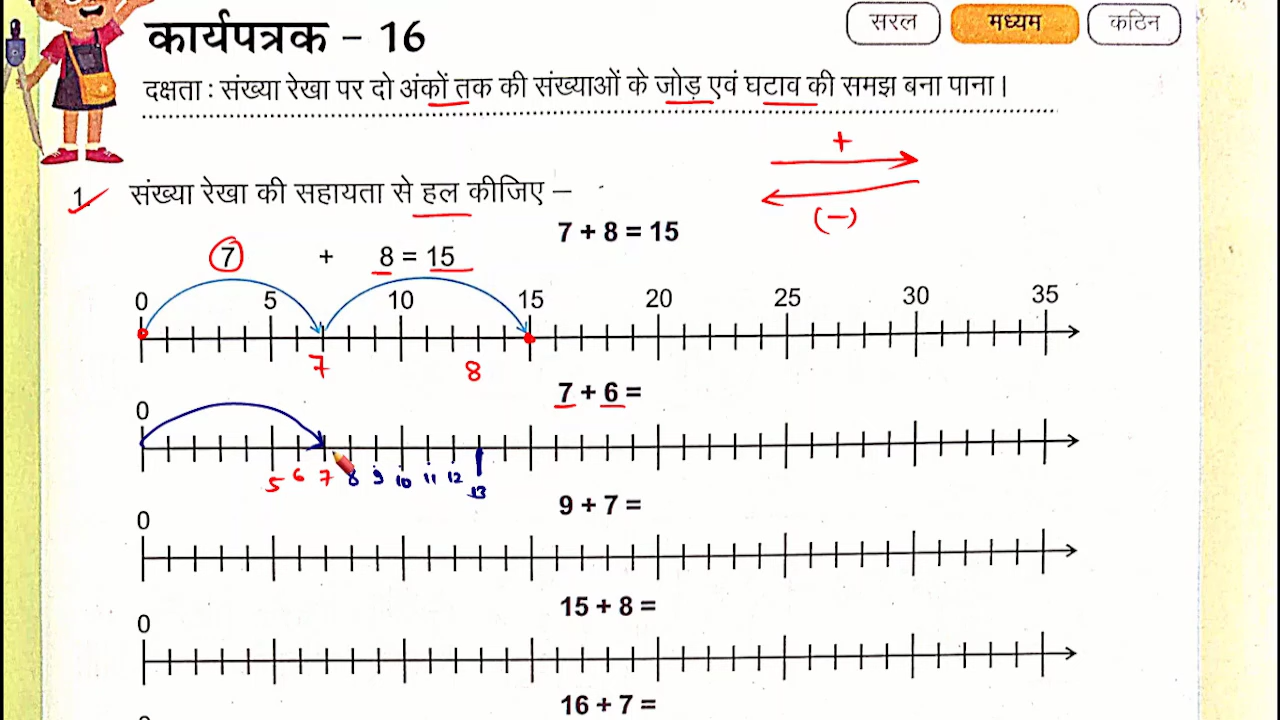 सरल मध्यम कठिन
कार्यपत्रक – 16
दक्षता : संख्या रेखा पर दो अंकों तक की संख्याओं के जोड़ एवं घटाव की समझ बना पाना।
+
1. संख्या रेखा की सहायता से हल कीजिए –
(–)
7 + 8 = 15
7 + 8 = 15
0 5 10 15 20 25 30 35
7 8
7 + 6 =
0
5 6 7 8 9 10 11 12 13
9 + 7 =
0
15 + 8 =
0
16 + 7 =